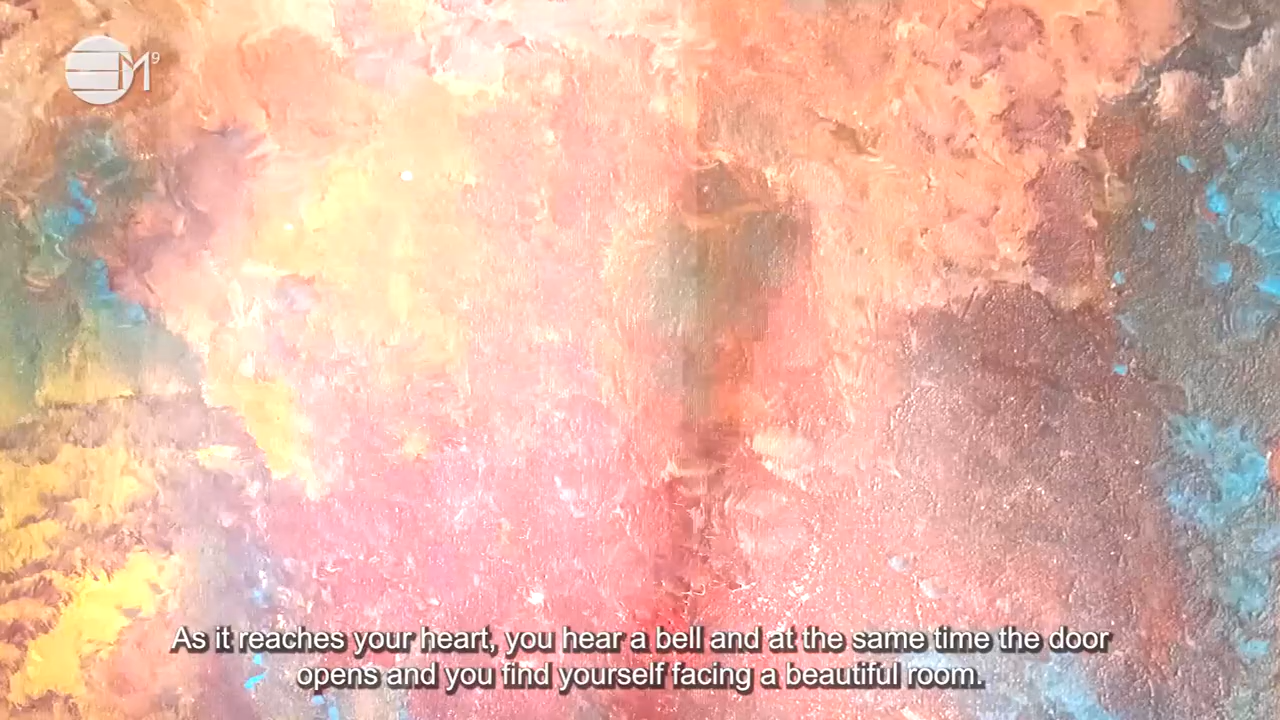 EM⁹
As it reaches your heart, you hear a bell and at the same time the door
opens and you find yourself facing a beautiful room.